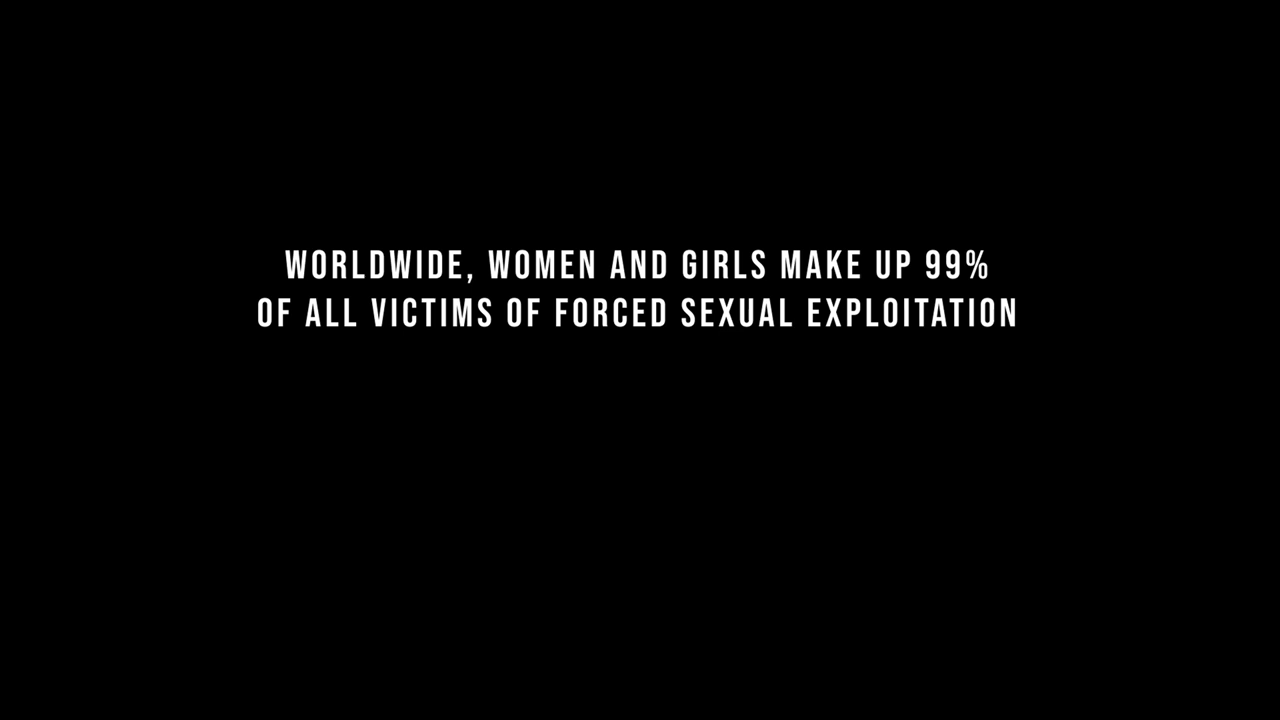 WORLDWIDE, WOMEN AND GIRLS MAKE UP 99%
OF ALL VICTIMS OF FORCED SEXUAL EXPLOITATION